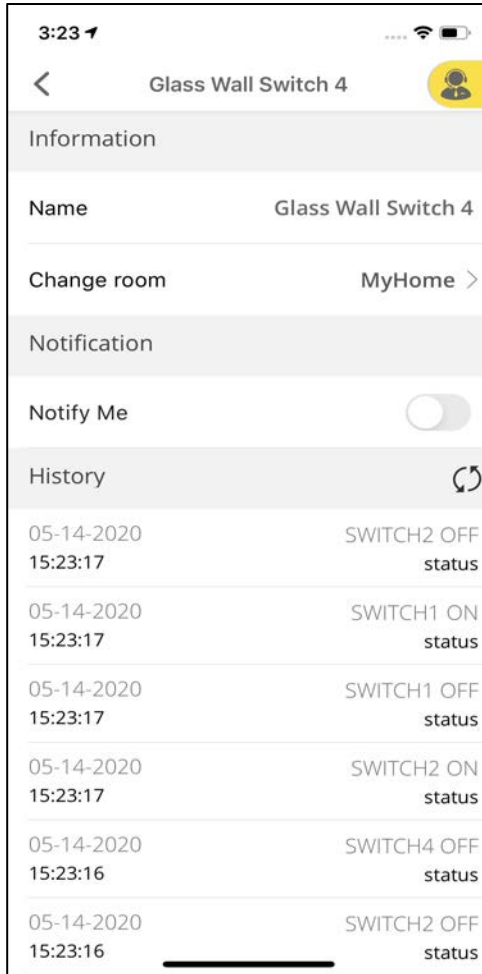 3:23
Glass Wall Switch 4
Information
Name Glass Wall Switch 4
Change room MyHome >
Notification
Notify Me
History
05-14-2020 SWITCH2 OFF
15:23:17 status
05-14-2020 SWITCH1 ON
15:23:17 status
05-14-2020 SWITCH1 OFF
15:23:17 status
05-14-2020 SWITCH2 ON
15:23:17 status
05-14-2020 SWITCH4 OFF
15:23:16 status
05-14-2020 SWITCH2 OFF
15:23:16 status